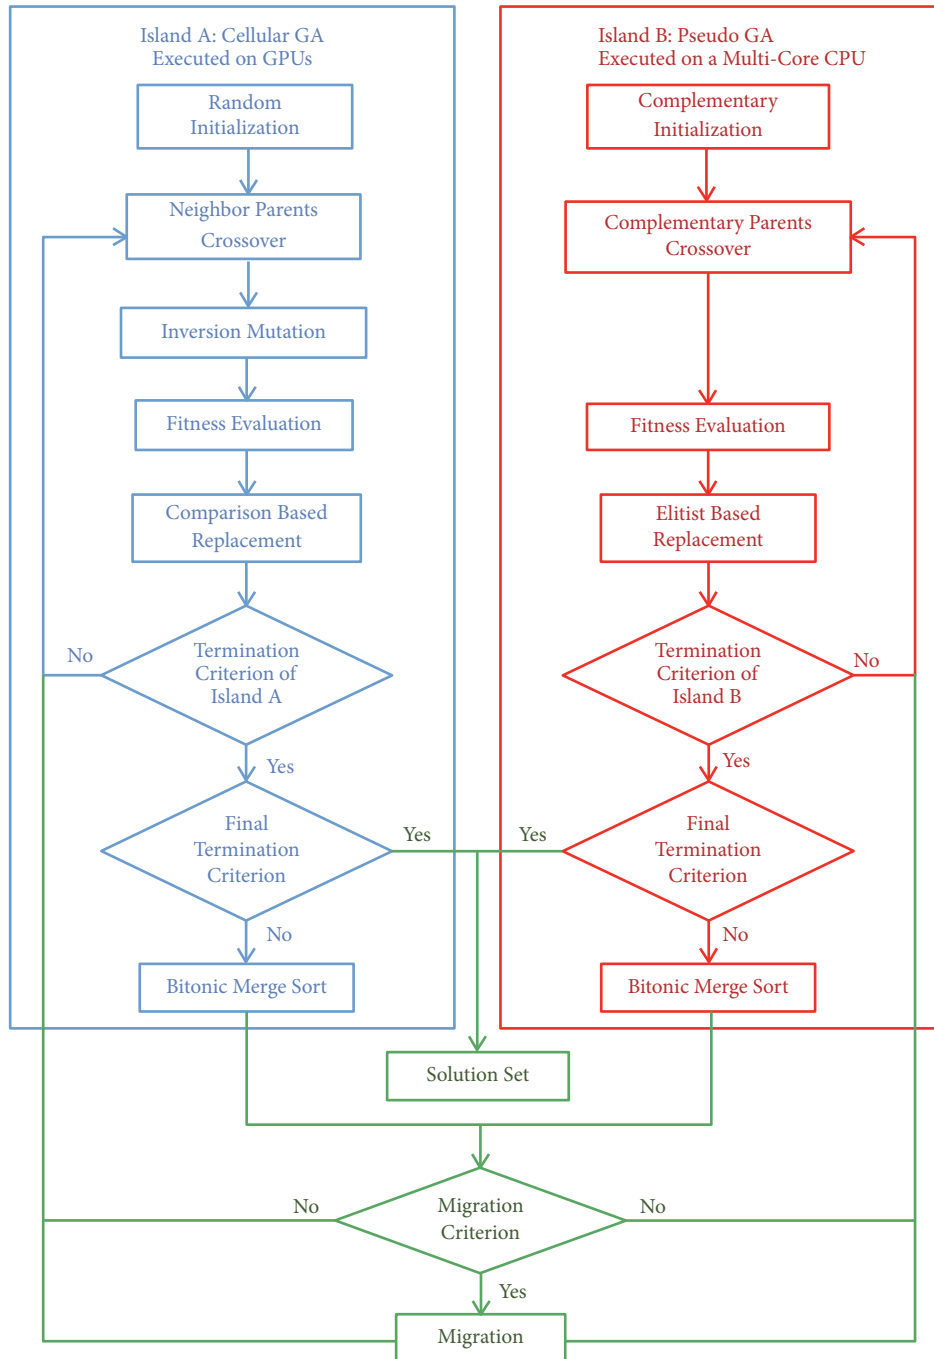 Island A: Cellular GA
Executed on GPUs
Random
Initialization
Neighbor Parents
Crossover
Inversion Mutation
Fitness Evaluation
Comparison Based
Replacement
No
Termination
Criterion of
Island A
Yes
Final
Termination
Criterion
Yes
No
Bitonic Merge Sort
Island B: Pseudo GA
Executed on a Multi-Core CPU
Complementary
Initialization
Complementary Parents
Crossover
Fitness Evaluation
Elitist Based
Replacement
Termination
Criterion of
Island B
No
Yes
Yes
Final
Termination
Criterion
No
Bitonic Merge Sort
Solution Set
No
Migration
Criterion
No
Yes
Migration